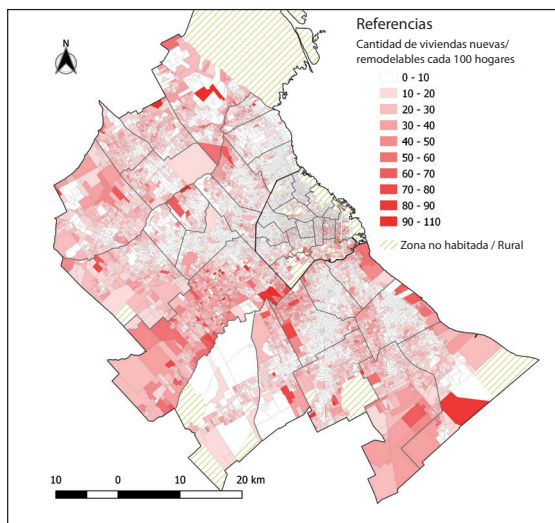 Referencias
Cantidad de viviendas nuevas/
remodelables cada 100 hogares
0 - 10
10 - 20
20 - 30
30 - 40
40 - 50
50 - 60
60 - 70
70 - 80
80 - 90
90 - 110
Zona no habitada / Rural
N
10 0 10 20 km